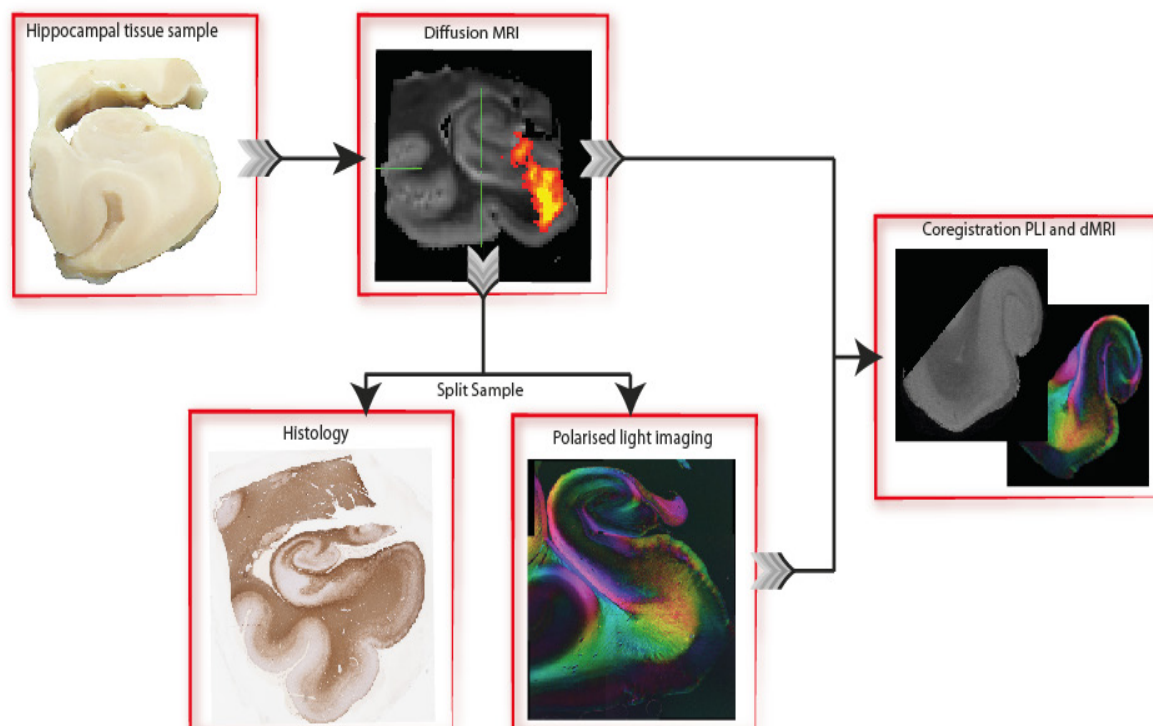 Hippocampal tissue sample
Diffusion MRI
Coregistration PLI and dMRI
Split Sample
Histology
Polarised light imaging